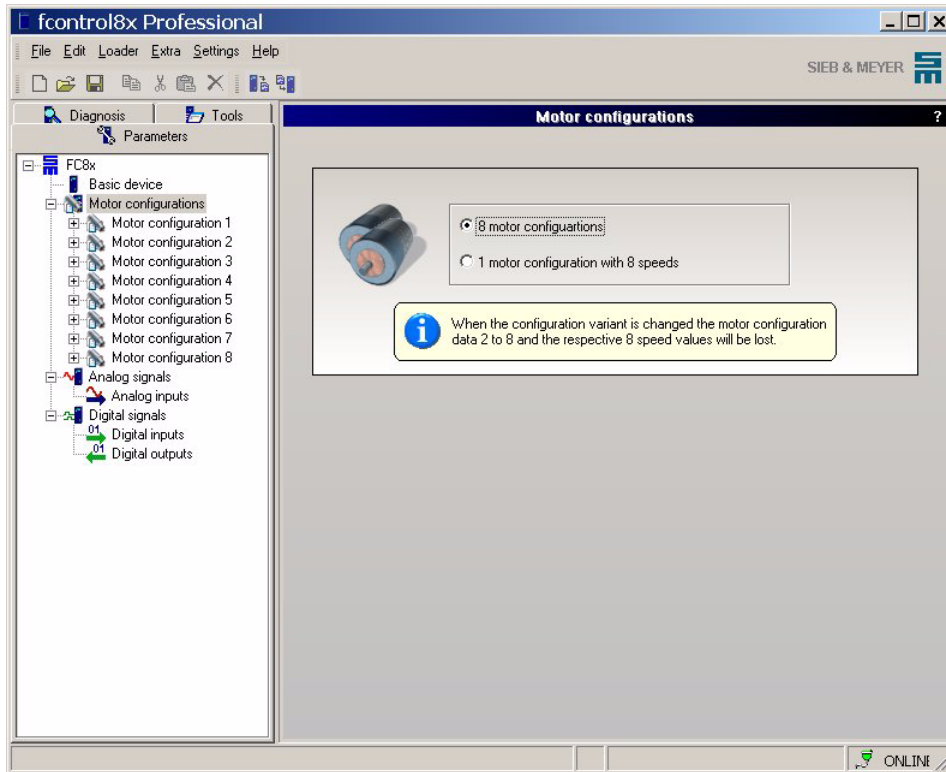 fcontrol8x Professional
File Edit Loader Extra Settings Help
SIEB & MEYER
Diagnosis
Tools
Parameters
Motor configurations
?
FC8x
Basic device
Motor configurations
Motor configuration 1
Motor configuration 2
Motor configuration 3
Motor configuration 4
Motor configuration 5
Motor configuration 6
Motor configuration 7
Motor configuration 8
Analog signals
Analog inputs
Digital signals
01 Digital inputs
01 Digital outputs
8 motor configuartions
1 motor configuration with 8 speeds
When the configuration variant is changed the motor configuration
data 2 to 8 and the respective 8 speed values will be lost.
ONLINE